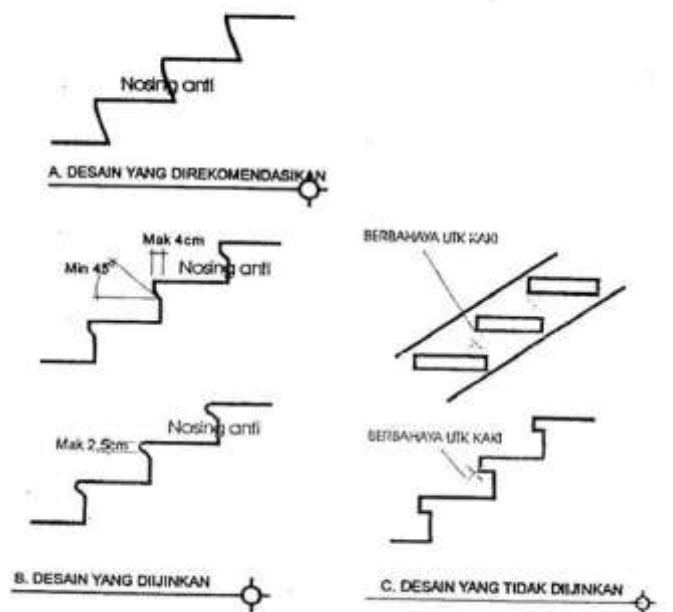 Nosing anti
A. DESAIN YANG DIREKOMENDASIKAN
Mak 4cm
Min 45°
Nosing anti
Nosing anti
Mak 2,5cm
B. DESAIN YANG DIIJINKAN
BERBAHAYA UTK KAKI
BERBAHAYA UTK KAKI
C. DESAIN YANG TIDAK DIIJINKAN